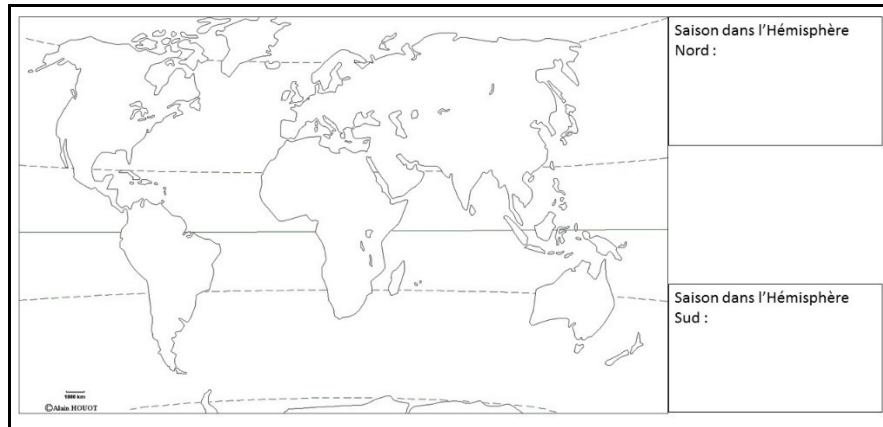 Saison dans l’Hémisphère
Nord :
Saison dans l’Hémisphère
Sud :
1000 km
©Alain HOUOT